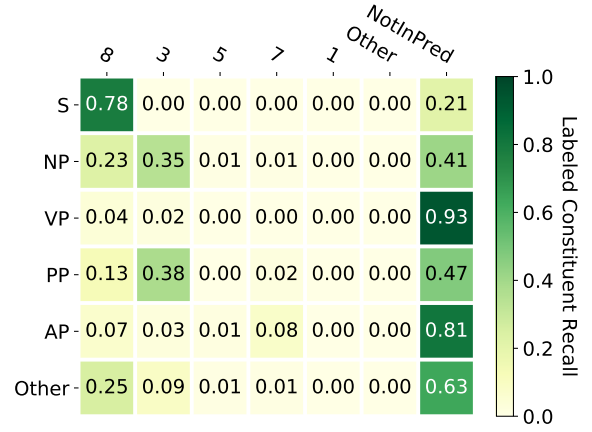 8 3 5 7 1 Other NotInPred
S 0.78 0.00 0.00 0.00 0.00 0.00 0.21
NP 0.23 0.35 0.01 0.01 0.00 0.00 0.41
VP 0.04 0.02 0.00 0.00 0.00 0.00 0.93
PP 0.13 0.38 0.00 0.02 0.00 0.00 0.47
AP 0.07 0.03 0.01 0.08 0.00 0.00 0.81
Other 0.25 0.09 0.01 0.01 0.00 0.00 0.63
1.0
0.8
0.6
0.4
0.2
0.0
Labeled Constituent Recall